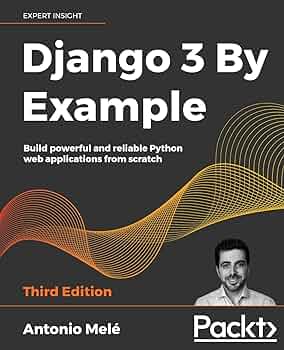 EXPERT INSIGHT
Django 3 By
Example
Build powerful and reliable Python
web applications from scratch
Third Edition
Antonio Melé
Packt>